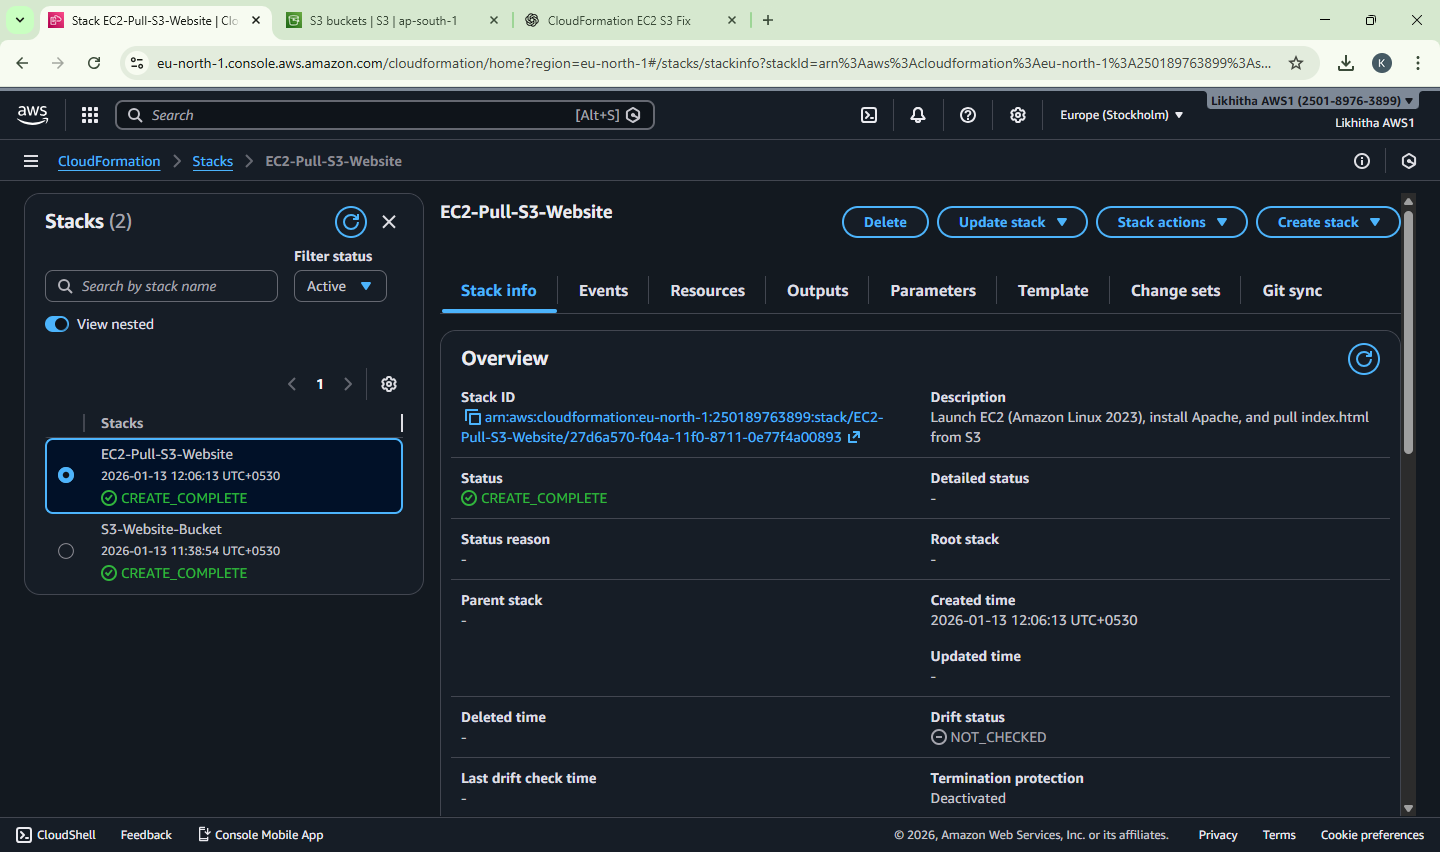 Stack EC2-Pull-S3-Website | Clo
S3 buckets | S3 | ap-south-1
CloudFormation EC2 S3 Fix
eu-north-1.console.aws.amazon.com/cloudformation/home?region=eu-north-1#/stacks/stackinfo?stackId=arn%3Aaws%3Acloudformation%3Aeu-north-1%3A250189763899%3As...
K
aws
Search
[Alt+S]
Europe (Stockholm)
Likhitha AWS1 (2501-8976-3899)
Likhitha AWS1
CloudFormation
Stacks
EC2-Pull-S3-Website
Stacks (2)
Filter status
Search by stack name
Active
View nested
1
Stacks
EC2-Pull-S3-Website
2026-01-13 12:06:13 UTC+0530
CREATE_COMPLETE
S3-Website-Bucket
2026-01-13 11:38:54 UTC+0530
CREATE_COMPLETE
EC2-Pull-S3-Website
Delete
Update stack
Stack actions
Create stack
Stack info
Events
Resources
Outputs
Parameters
Template
Change sets
Git sync
Overview
Stack ID
arn:aws:cloudformation:eu-north-1:250189763899:stack/EC2-
Pull-S3-Website/27d6a570-f04a-11f0-8711-0e77f4a00893
Description
Launch EC2 (Amazon Linux 2023), install Apache, and pull index.html
from S3
Status
CREATE_COMPLETE
Detailed status
-
Status reason
-
Root stack
-
Parent stack
-
Created time
2026-01-13 12:06:13 UTC+0530
Updated time
-
Deleted time
-
Drift status
NOT_CHECKED
Last drift check time
-
Termination protection
Deactivated
CloudShell
Feedback
Console Mobile App
© 2026, Amazon Web Services, Inc. or its affiliates.
Privacy
Terms
Cookie preferences